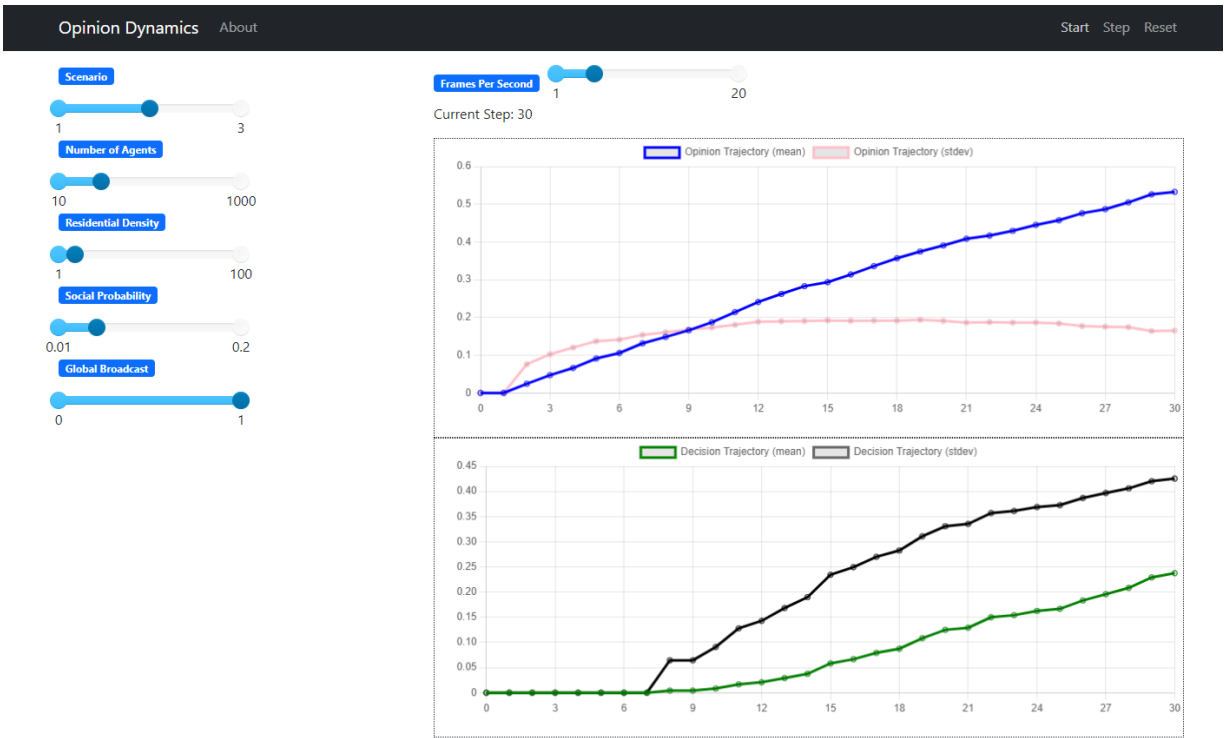 Opinion Dynamics About Start Step Reset
Scenario
1 3
Number of Agents
10 1000
Residential Density
1 100
Social Probability
0.01 0.2
Global Broadcast
0 1
Frames Per Second
1 20
Current Step: 30
Opinion Trajectory (mean) Opinion Trajectory (stdev)
0.6
0.5
0.4
0.3
0.2
0.1
0
0 3 6 9 12 15 18 21 24 27 30
Decision Trajectory (mean) Decision Trajectory (stdev)
0.45
0.40
0.35
0.30
0.25
0.20
0.15
0.10
0.05
0
0 3 6 9 12 15 18 21 24 27 30